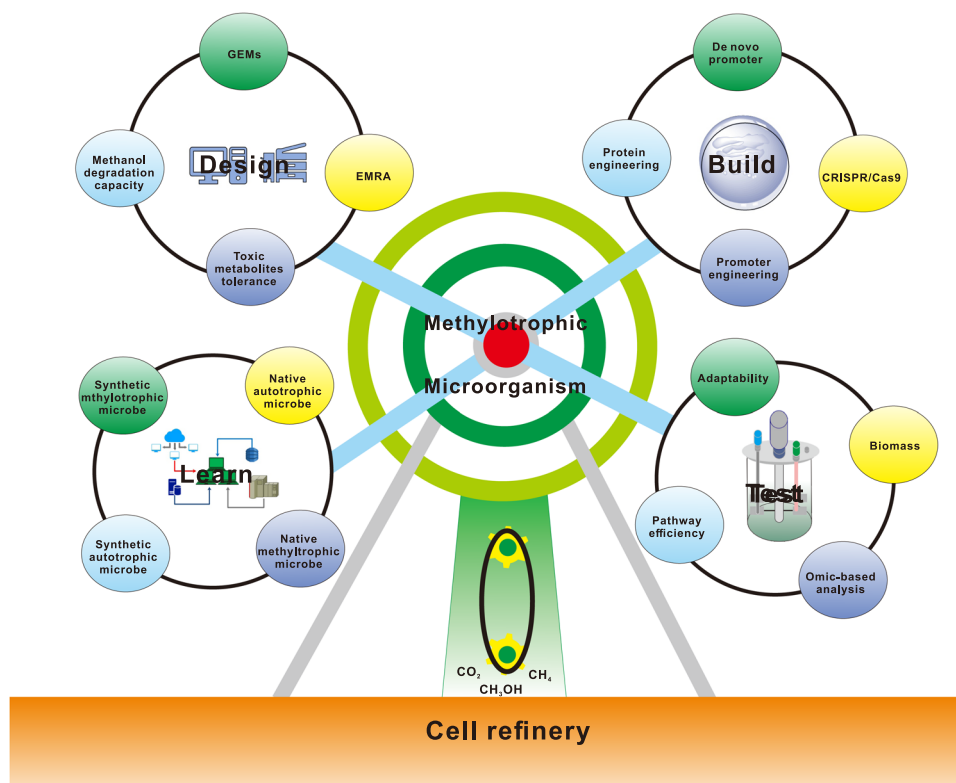 GEMs
Methanol
degradation
capacity
Design
EMRA
Toxic
metabolites
tolerance
De novo
promoter
Protein
engineering
Build
CRISPR/Cas9
Promoter
engineering
Methylotrophic
Microorganism
Synthetic
mthylotrophic
microbe
Native
autotrophic
microbe
Learn
Synthetic
autotrophic
microbe
Native
methyltrophic
microbe
Adaptability
Biomass
Test
Pathway
efficiency
Omic-based
analysis
CO₂
CH₄
CH₃OH
Cell refinery